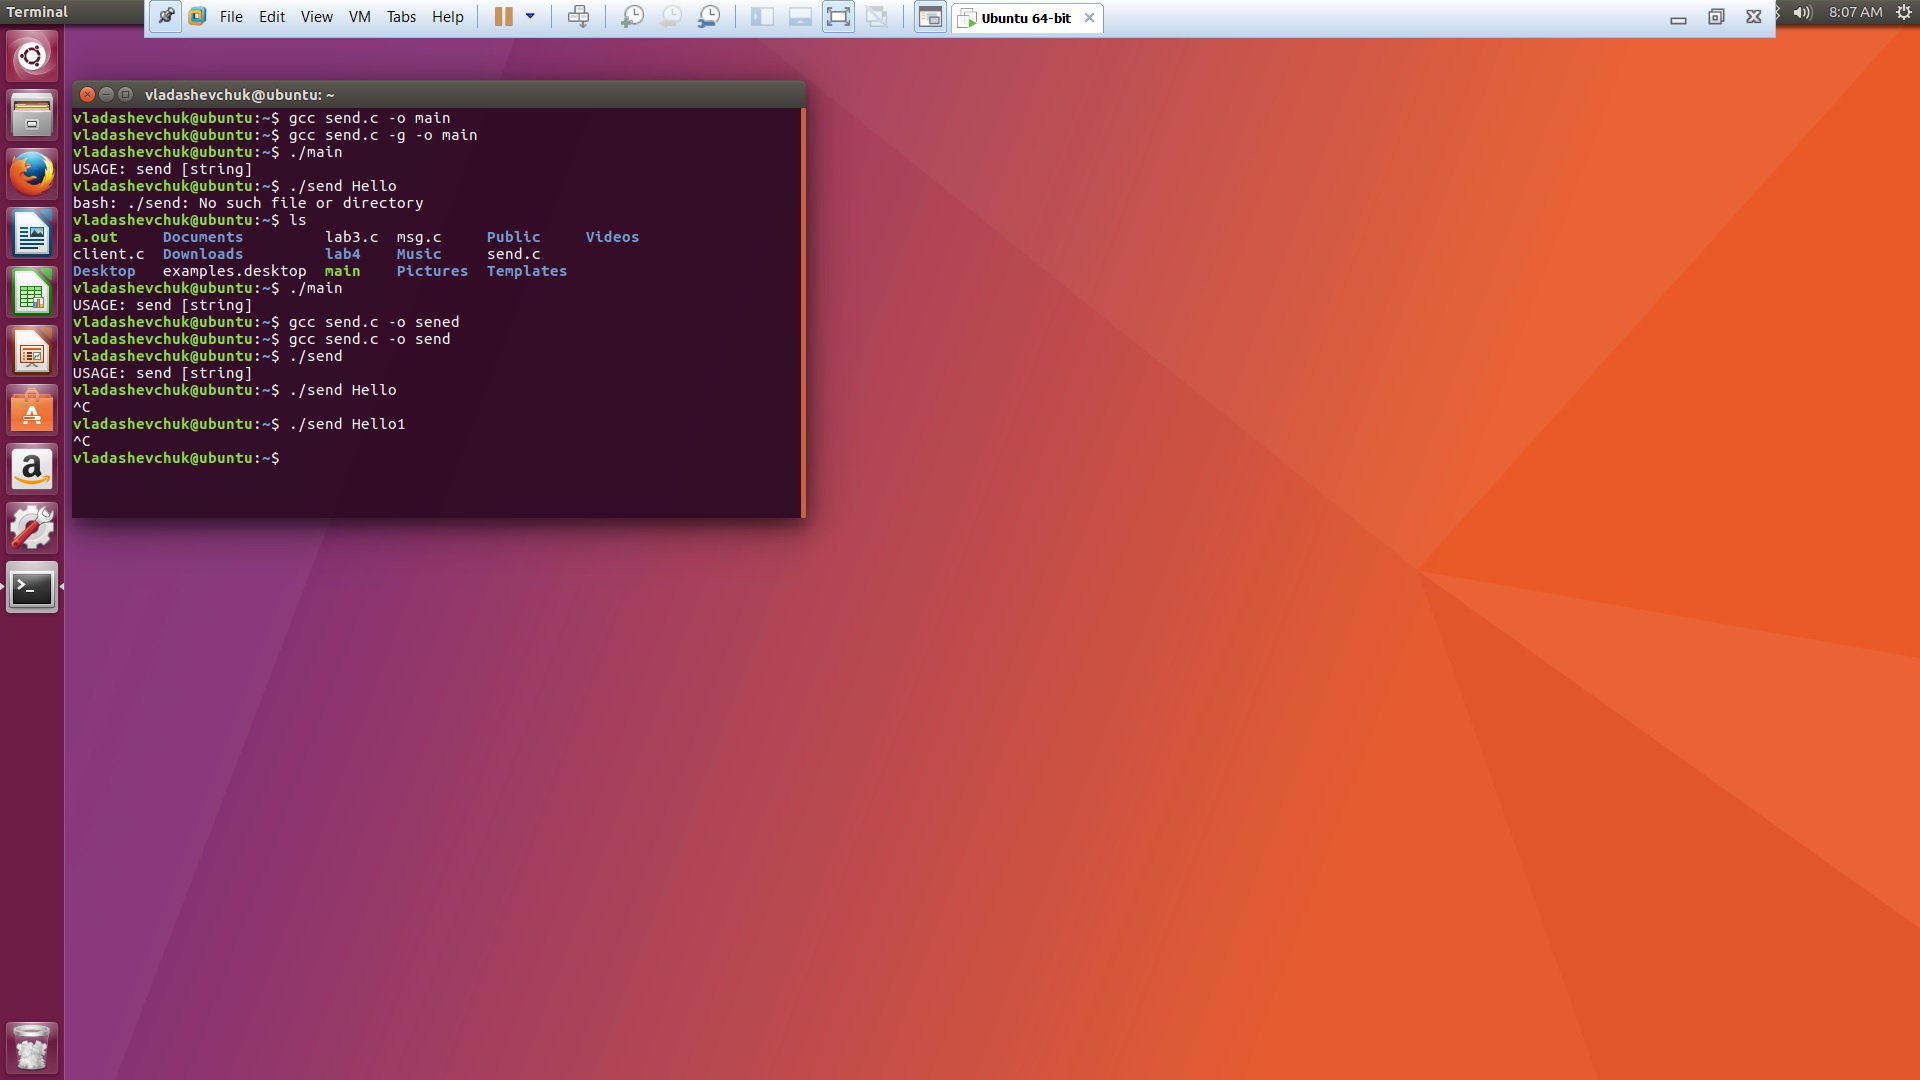 Terminal
File Edit View VM Tabs Help
Ubuntu 64-bit
8:07 AM
vladashevchuk@ubuntu: ~
vladashevchuk@ubuntu:~$ gcc send.c -o main
vladashevchuk@ubuntu:~$ gcc send.c -g -o main
vladashevchuk@ubuntu:~$ ./main
USAGE: send [string]
vladashevchuk@ubuntu:~$ ./send Hello
bash: ./send: No such file or directory
vladashevchuk@ubuntu:~$ ls
a.out Documents lab3.c msg.c Public Videos
client.c Downloads lab4 Music send.c
Desktop examples.desktop main Pictures Templates
vladashevchuk@ubuntu:~$ ./main
USAGE: send [string]
vladashevchuk@ubuntu:~$ gcc send.c -o sened
vladashevchuk@ubuntu:~$ gcc send.c -o send
vladashevchuk@ubuntu:~$ ./send
USAGE: send [string]
vladashevchuk@ubuntu:~$ ./send Hello
^C
vladashevchuk@ubuntu:~$ ./send Hello1
^C
vladashevchuk@ubuntu:~$